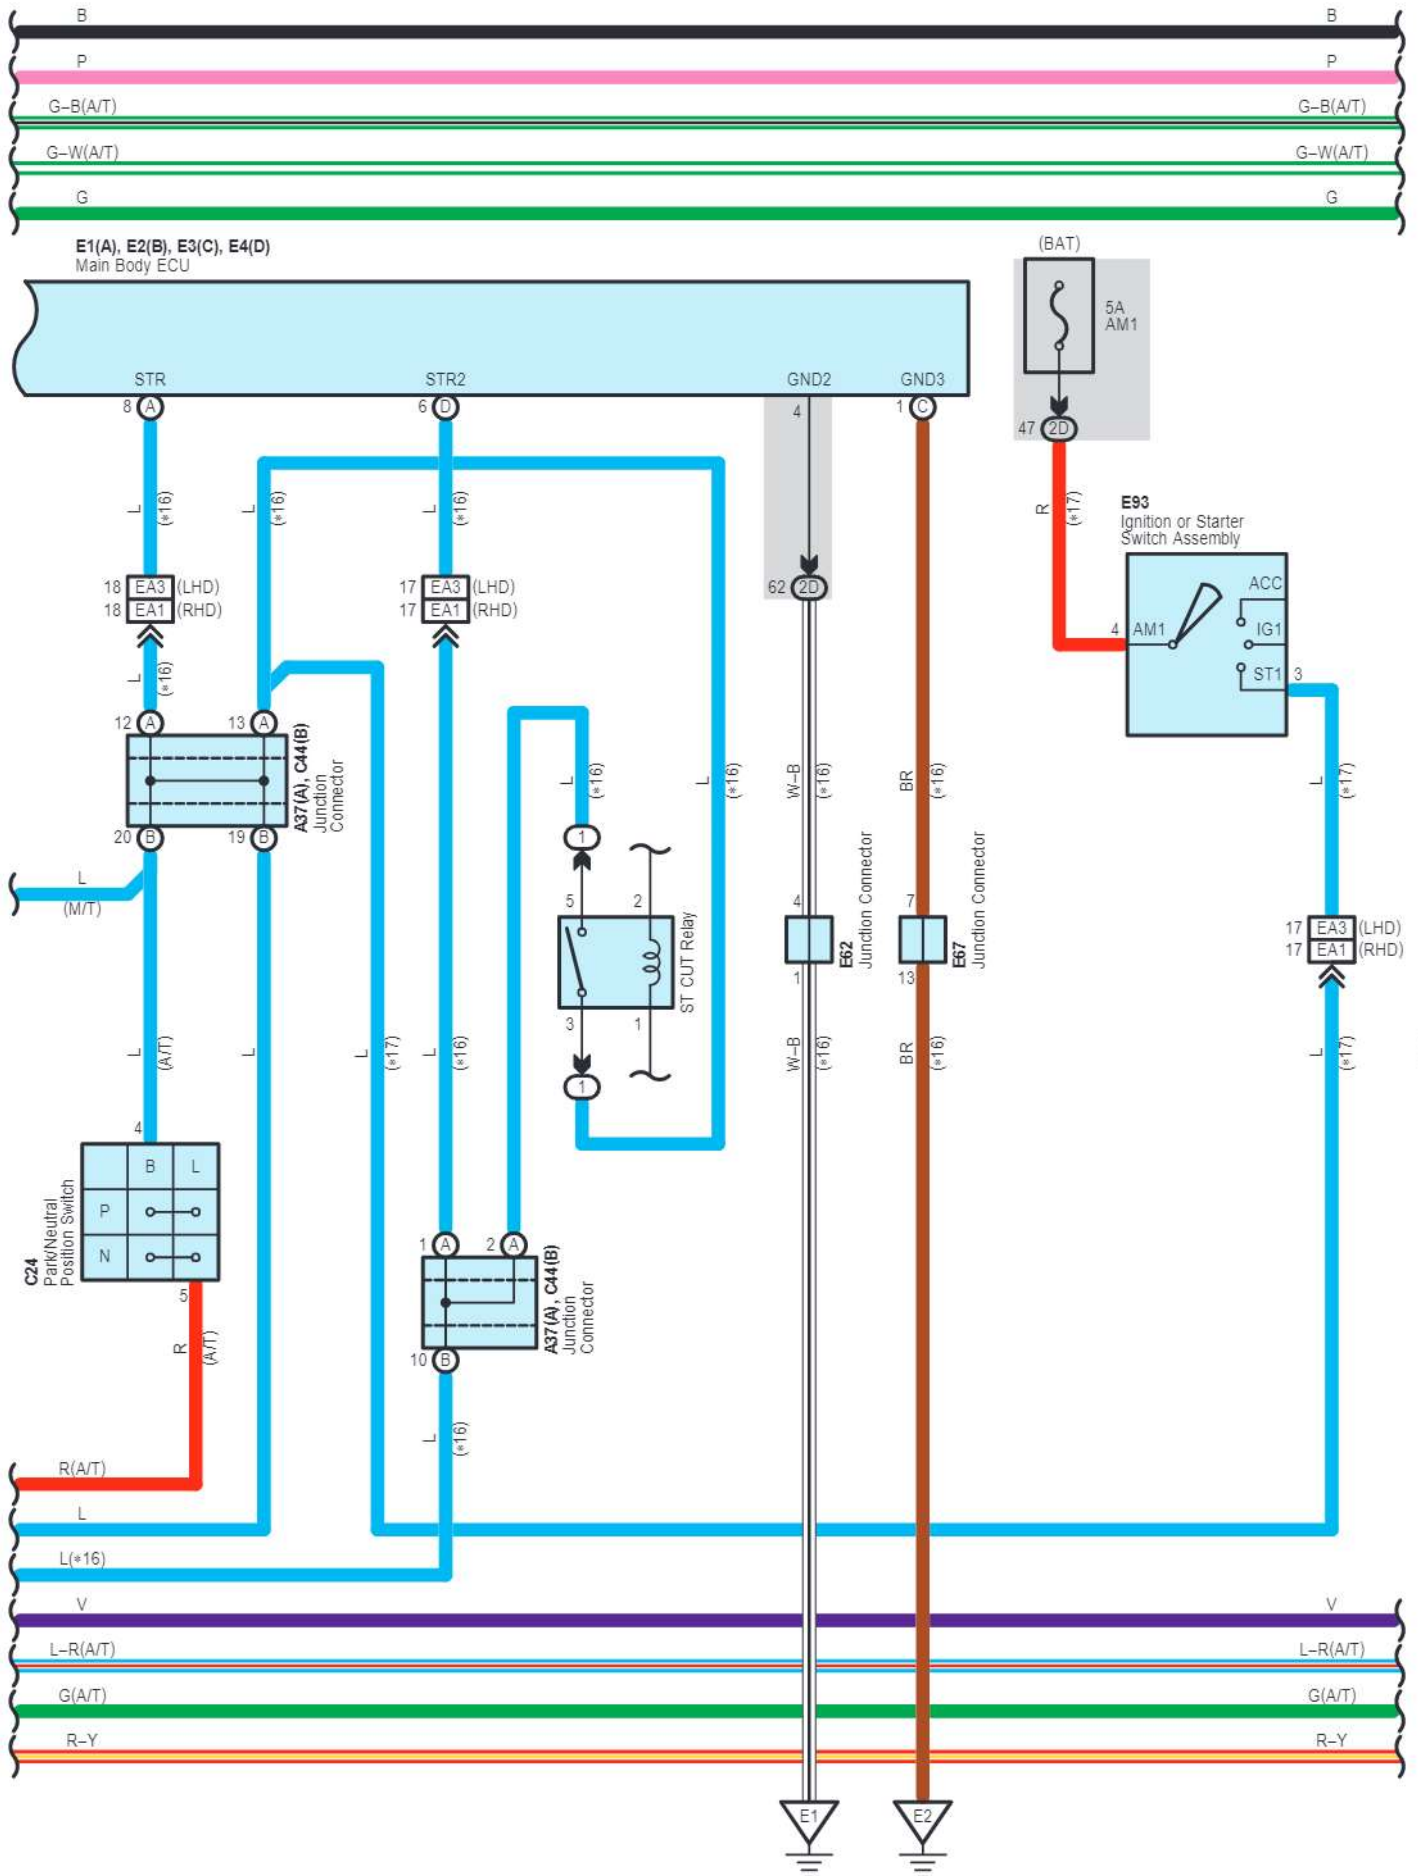 B B
P P
G–B(A/T) G–B(A/T)
G–W(A/T) G–W(A/T)
G G
E1(A), E2(B), E3(C), E4(D)
Main Body ECU
(BAT)
5A
AM1
STR STR2 GND2 GND3
8 A 6 D 4 1 C
47 2D
L (∗16) L (∗16) L (∗16) R (∗17)
E93
Ignition or Starter
Switch Assembly
18 EA3 (LHD) 17 EA3 (LHD) 62 2D
18 EA1 (RHD) 17 EA1 (RHD)
ACC
4 AM1 IG1
ST1 3
L (∗16)
12 A 13 A
A37(A), C44(B)
Junction
Connector
L (∗16) L (∗16) W–B (∗16) BR (∗16) L (∗17)
20 B 19 B 1
L
(M/T)
5 2 4 7
ST CUT Relay
E62
Junction Connector
E67
Junction Connector
17 EA3 (LHD)
17 EA1 (RHD)
3 1 1 13
L (A/T) L L (∗17) L (∗16) W–B (∗16) BR (∗16) L (∗17)
1
4
B L
P
N
C24
Park/Neutral
Position Switch
5
1 A 2 A
A37(A), C44(B)
Junction
Connector
10 B
R (A/T)
L (∗16)
R(A/T)
L
L(∗16)
V V
L–R(A/T) L–R(A/T)
G(A/T) G(A/T)
R–Y R–Y
E1 E2